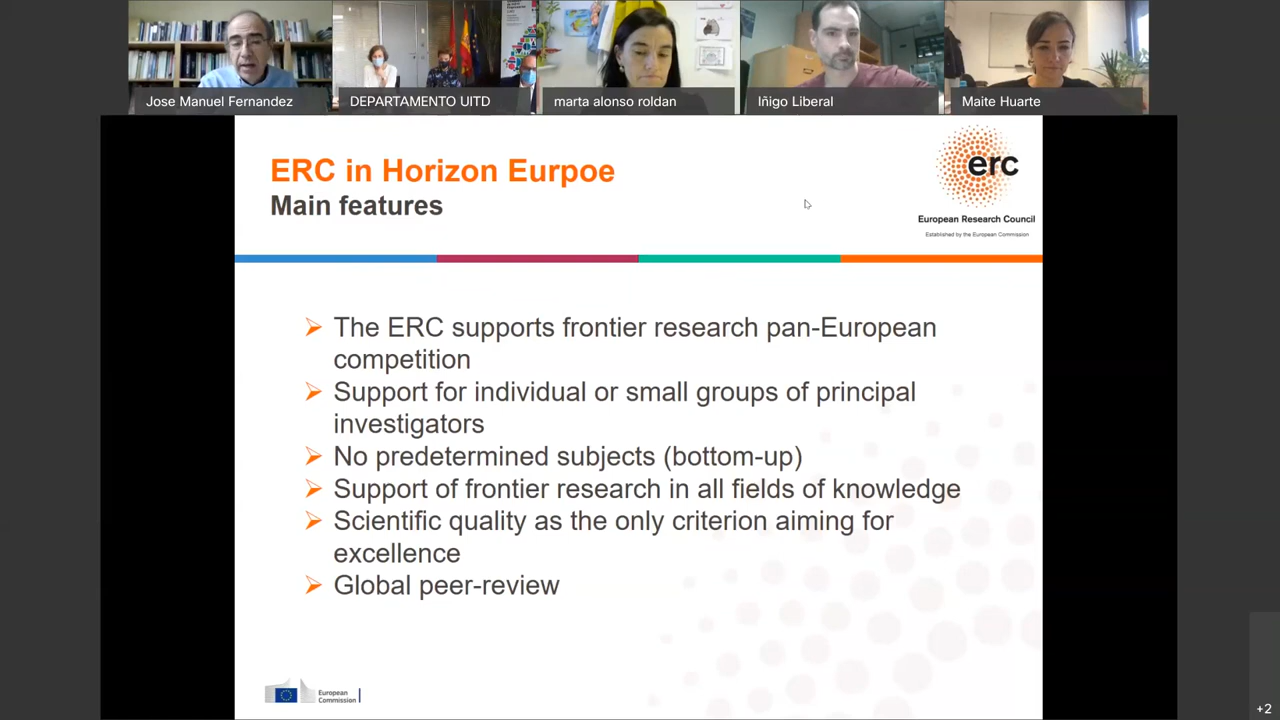 Jose Manuel Fernandez
DEPARTAMENTO UITD
marta alonso roldan
Iñigo Liberal
Maite Huarte
ERC in Horizon Eurpoe
Main features
erc
European Research Council
Established by the European Commission
The ERC supports frontier research pan-European
competition
Support for individual or small groups of principal
investigators
No predetermined subjects (bottom-up)
Support of frontier research in all fields of knowledge
Scientific quality as the only criterion aiming for
excellence
Global peer-review
European
Commission
+2